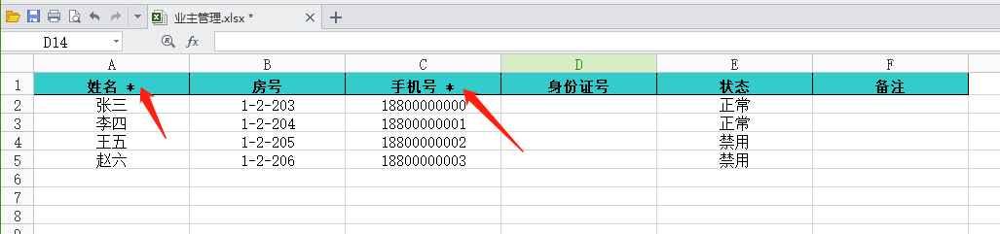 业主管理.xlsx *
D14 fx
A B C D E F
1 姓名 * 房号 手机号 * 身份证号 状态 备注
2 张三 1-2-203 18800000000 正常
3 李四 1-2-204 18800000001 正常
4 王五 1-2-205 18800000002 禁用
5 赵六 1-2-206 18800000003 禁用
6
7
8
9